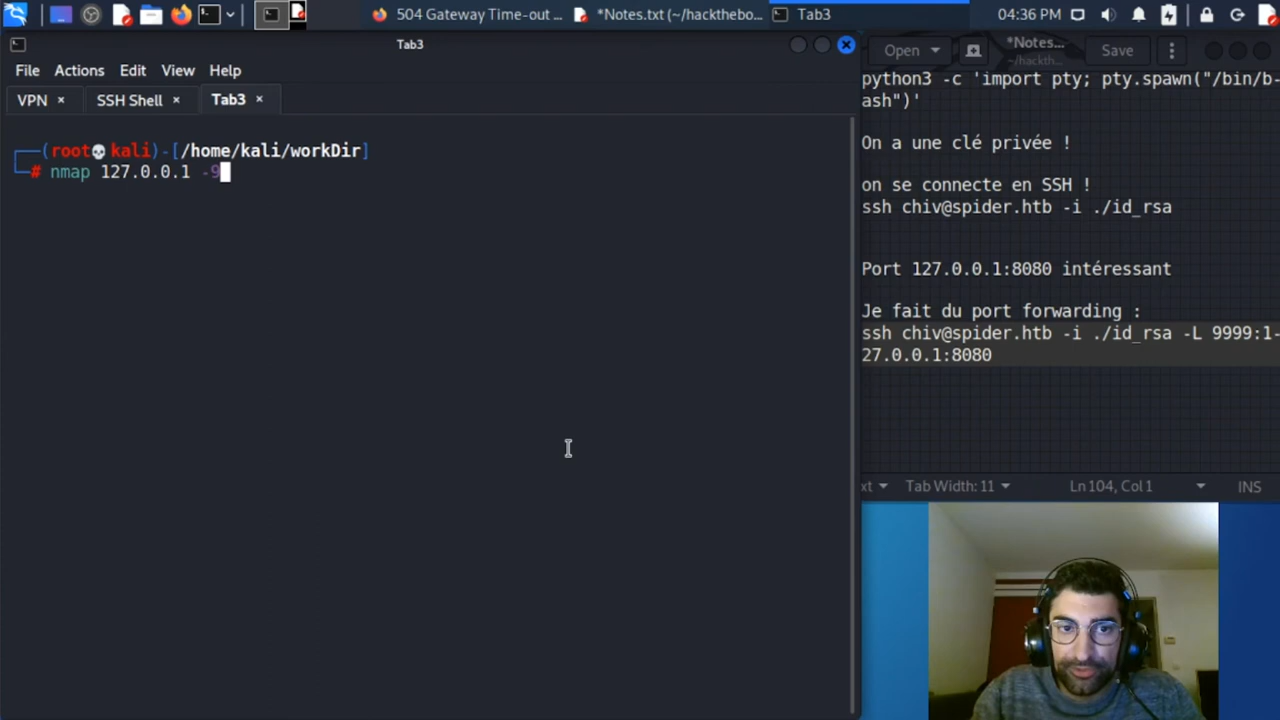 504 Gateway Time-out ...
*Notes.txt (~/hackthebo...
Tab3
04:36 PM
Tab3
File Actions Edit View Help
VPN × SSH Shell × Tab3 ×
(root kali)-[/home/kali/workDir]
# nmap 127.0.0.1 -9
Open
*Notes...
~/hackth...
Save
python3 -c 'import pty; pty.spawn("/bin/b-
ash")'
On a une clé privée !
on se connecte en SSH !
ssh chiv@spider.htb -i ./id_rsa
Port 127.0.0.1:8080 intéressant
Je fait du port forwarding :
ssh chiv@spider.htb -i ./id_rsa -L 9999:1-
27.0.0.1:8080
xt Tab Width: 11 Ln 104, Col 1 INS